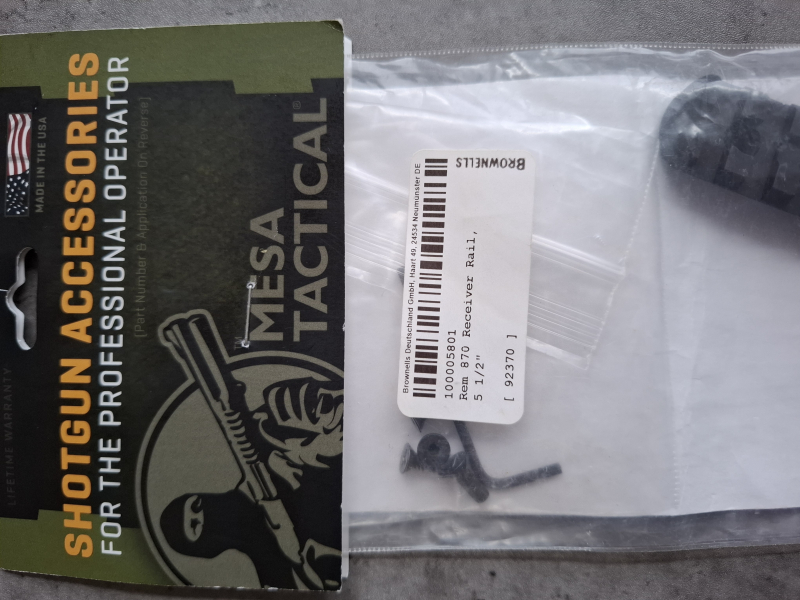 SHOTGUN ACCESSORIES
FOR THE PROFESSIONAL OPERATOR
[Part Number & Application On Reverse]
MADE IN THE USA
LIFETIME WARRANTY
™MESA
TACTICAL®
BROWNELLS
Brownells Deutschland GmbH, Haart 49, 24534 Neumünster DE
100005801
Rem 870 Receiver Rail,
5 1/2"
[ 92370 ]